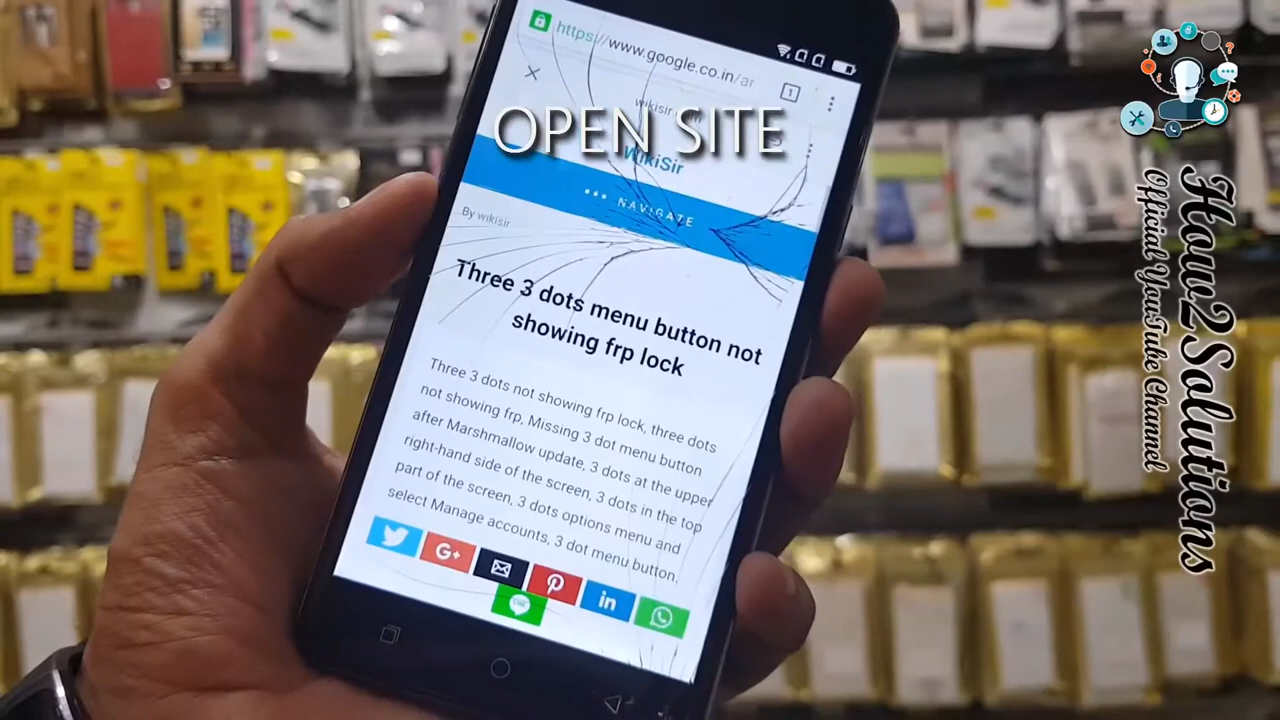 https://www.google.co.in/ar
1
OPEN SITE
WikiSir
••• NAVIGATE
By wikisir
Three 3 dots menu button not
showing frp lock
Three 3 dots not showing frp lock, three dots
not showing frp, Missing 3 dot menu button
after Marshmallow update, 3 dots at the upper
right-hand side of the screen, 3 dots in the top
part of the screen, 3 dots options menu and
select Manage accounts, 3 dot menu button,
G+
in
LINE
How2Solutions
Official YouTube Channel